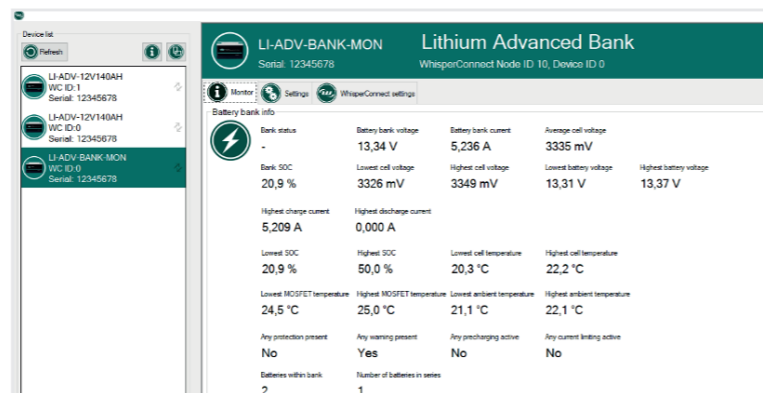 Device list
Refresh
LI-ADV-12V140AH
WC ID:1
Serial: 12345678
LI-ADV-12V140AH
WC ID:0
Serial: 12345678
LI-ADV-BANK-MON
WC ID:0
Serial: 12345678
LI-ADV-BANK-MON Lithium Advanced Bank
Serial: 12345678 WhisperConnect Node ID 10, Device ID 0
Monitor Settings WhisperConnect settings
Battery bank info
Bank status Battery bank voltage Battery bank current Average cell voltage
- 13,34 V 5,236 A 3335 mV
Bank SOC Lowest cell voltage Highest cell voltage Lowest battery voltage Highest battery voltage
20,9 % 3326 mV 3349 mV 13,31 V 13,37 V
Highest charge current Highest discharge current
5,209 A 0,000 A
Lowest SOC Highest SOC Lowest cell temperature Highest cell temperature
20,9 % 50,0 % 20,3 °C 22,2 °C
Lowest MOSFET temperature Highest MOSFET temperature Lowest ambient temperature Highest ambient temperature
24,5 °C 25,0 °C 21,1 °C 22,1 °C
Any protection present Any warning present Any precharging active Any current limiting active
No Yes No No
Batteries within bank Number of batteries in series
2 1